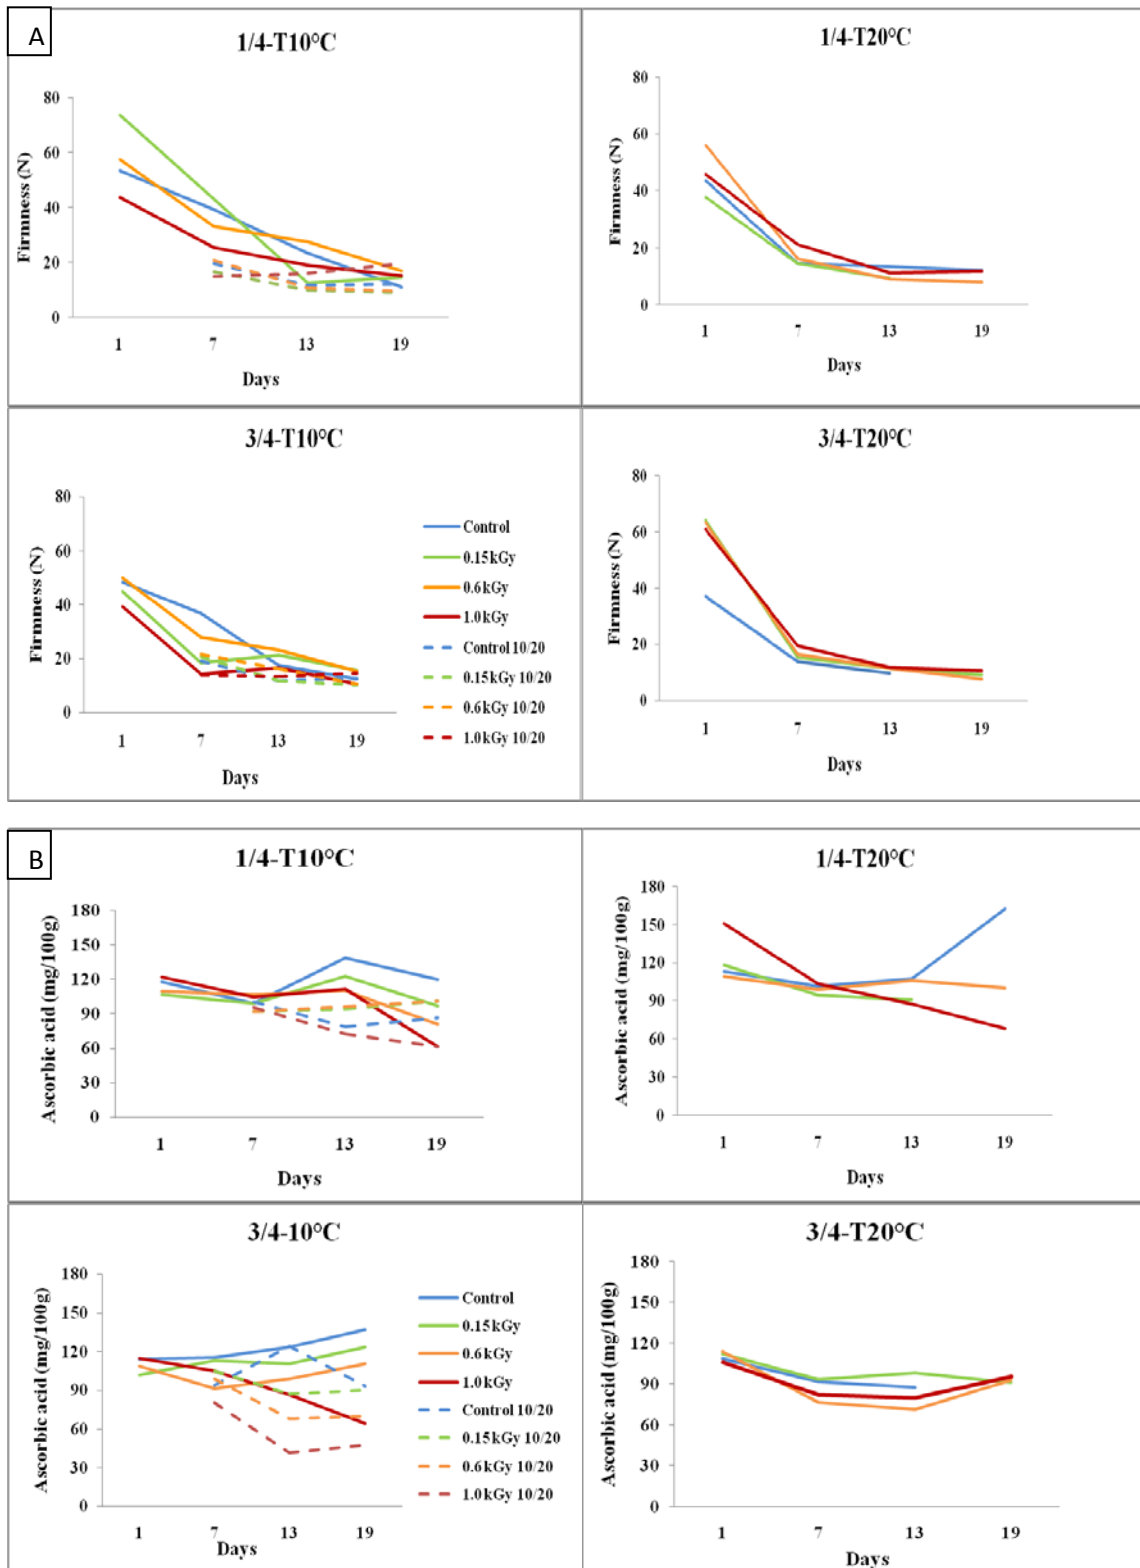 A
1/4-T10°C
80
60
40
20
0
Firmness (N)
1 7 13 19
Days
1/4-T20°C
80
60
40
20
0
Firmness (N)
1 7 13 19
Days
3/4-T10°C
80
60
40
20
0
Firmness (N)
1 7 13 19
Days
Control
0.15kGy
0.6kGy
1.0kGy
Control 10/20
0.15kGy 10/20
0.6kGy 10/20
1.0kGy 10/20
3/4-T20°C
80
60
40
20
0
Firmness (N)
1 7 13 19
Days
B
1/4-T10°C
180
150
120
90
60
30
0
Ascorbic acid (mg/100g)
1 7 13 19
Days
1/4-T20°C
180
150
120
90
60
30
0
Ascorbic acid (mg/100g)
1 7 13 19
3/4-10°C
180
150
120
90
60
30
0
Ascorbic acid (mg/100g)
1 7 13 19
Days
Control
0.15kGy
0.6kGy
1.0kGy
Control 10/20
0.15kGy 10/20
0.6kGy 10/20
1.0kGy 10/20
3/4-T20°C
180
150
120
90
60
30
0
Ascorbic acid (mg/100g)
1 7 13 19
Days